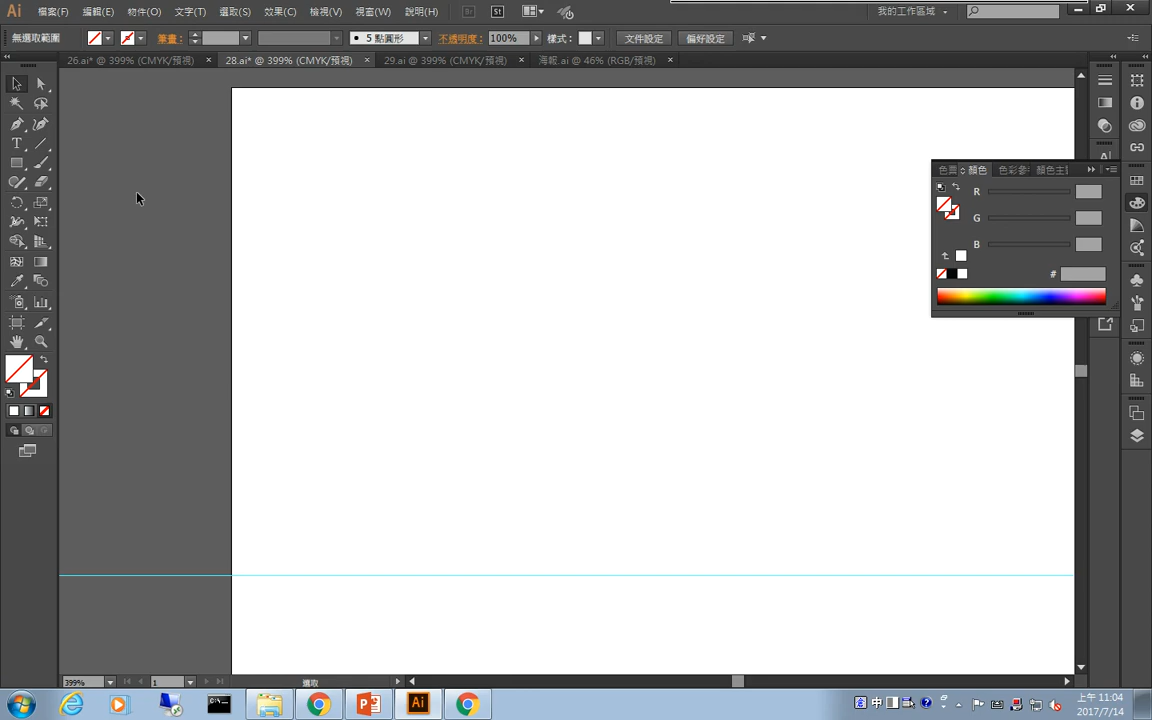 Ai 檔案(F) 編輯(E) 物件(O) 文字(T) 選取(S) 效果(C) 檢視(V) 視窗(W) 說明(H) Br St 我的工作區域
無選取範圍 筆畫: 5 點圓形 不透明度: 100% 樣式: 文件設定 偏好設定
26.ai* @ 399% (CMYK/預視) × 28.ai* @ 399% (CMYK/預視) × 29.ai @ 399% (CMYK/預視) × 海報.ai @ 46% (RGB/預視) ×
顏色
R
G
B
#
399% 1 選取
Ai
中
上午 11:04
2017/7/14